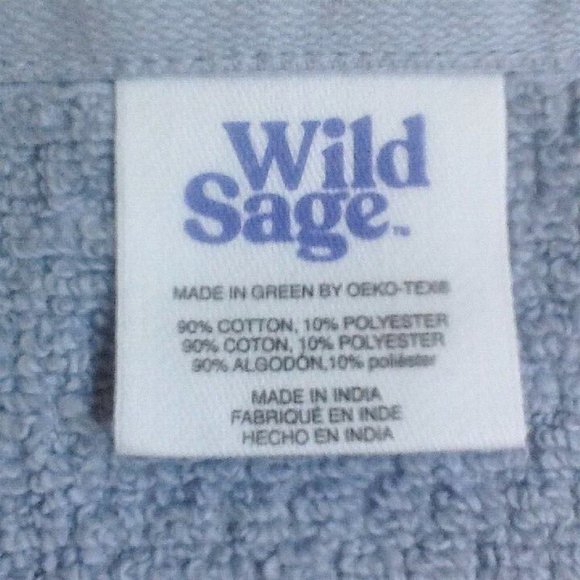 Wild
Sage™
MADE IN GREEN BY OEKO-TEX®
90% COTTON, 10% POLYESTER
90% COTON, 10% POLYESTER
90% ALGODÓN,10% poliéster
MADE IN INDIA
FABRIQUÉ EN INDE
HECHO EN INDIA